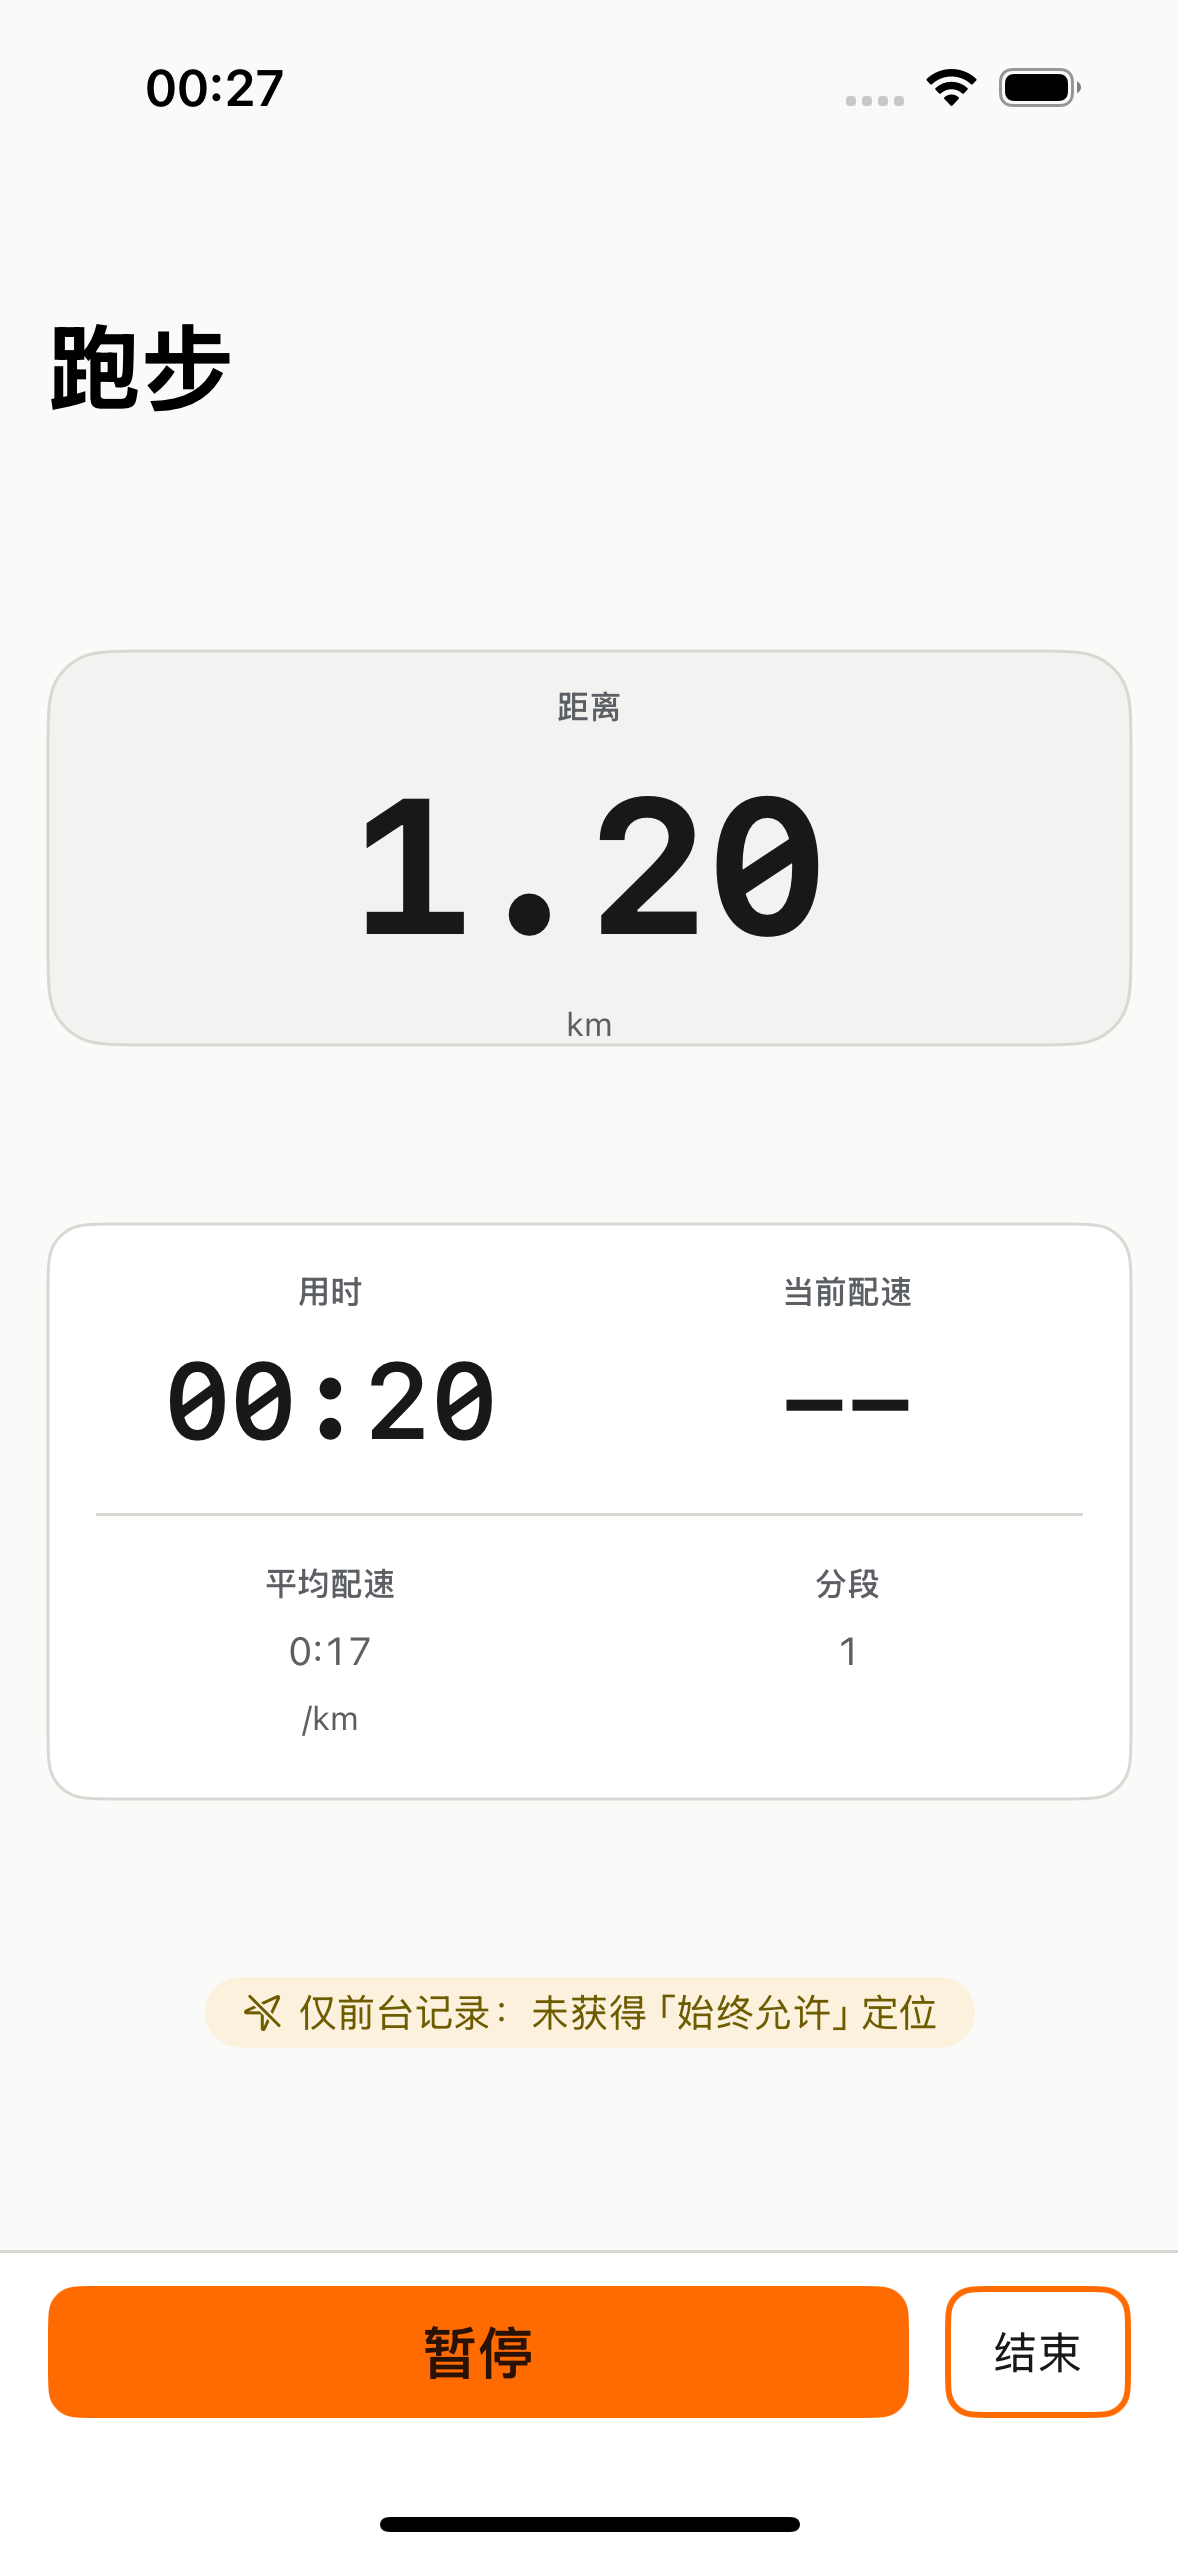 00:27
跑步
距离
1.20
km
用时
当前配速
00:20
——
平均配速
分段
0:17
1
/km
仅前台记录：未获得「始终允许」定位
暂停
结束